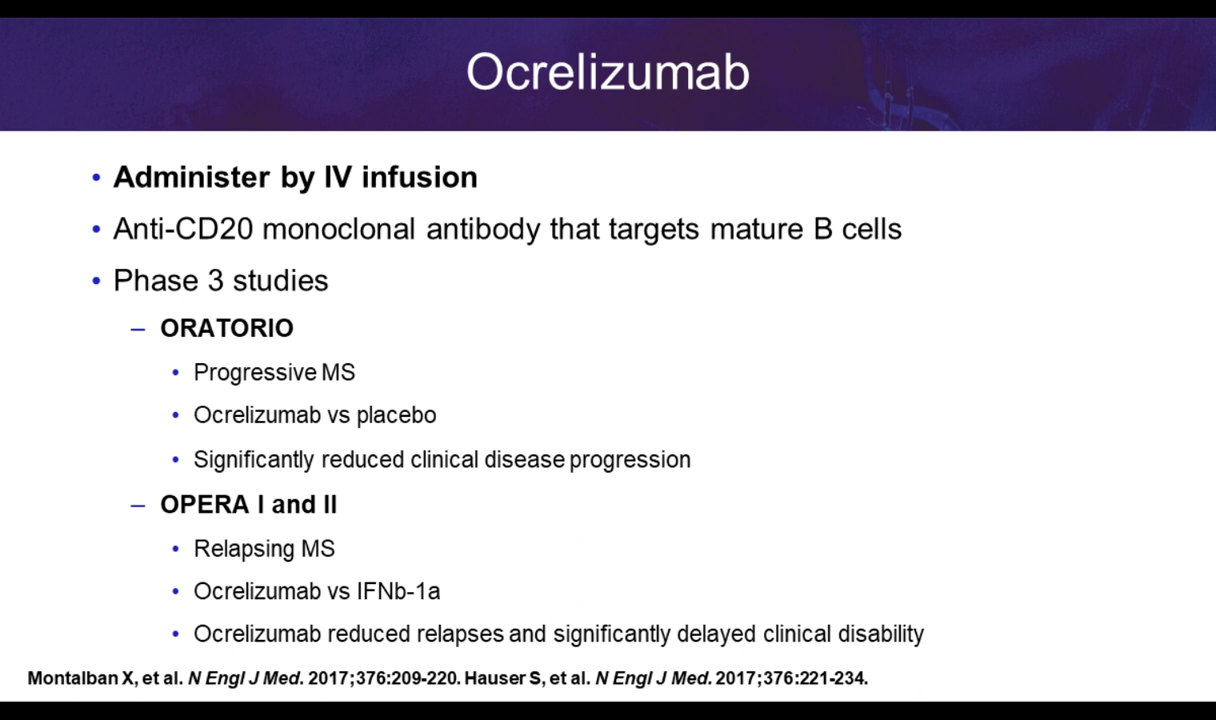 Ocrelizumab
• Administer by IV infusion
• Anti-CD20 monoclonal antibody that targets mature B cells
• Phase 3 studies
– ORATORIO
• Progressive MS
• Ocrelizumab vs placebo
• Significantly reduced clinical disease progression
– OPERA I and II
• Relapsing MS
• Ocrelizumab vs IFNb-1a
• Ocrelizumab reduced relapses and significantly delayed clinical disability
Montalban X, et al. N Engl J Med. 2017;376:209-220. Hauser S, et al. N Engl J Med. 2017;376:221-234.